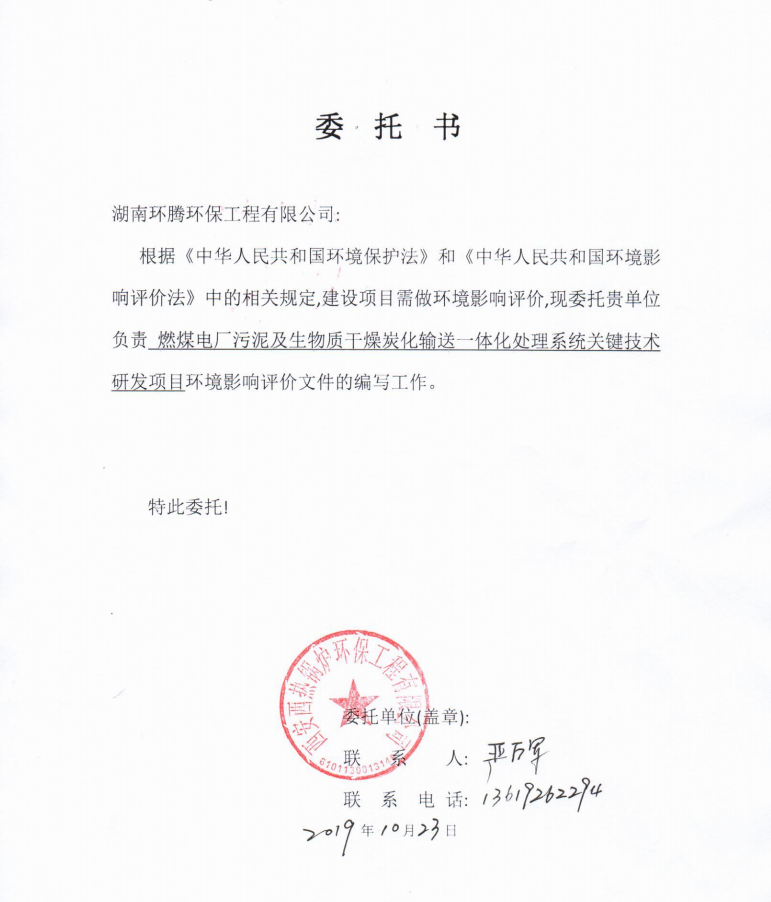 委托书
湖南环腾环保工程有限公司:
根据《中华人民共和国环境保护法》和《中华人民共和国环境影
响评价法》中的相关规定,建设项目需做环境影响评价,现委托贵单位
负责 燃煤电厂污泥及生物质干燥炭化输送一体化处理系统关键技术
研发项目环境影响评价文件的编写工作。
特此委托!
西安西热锅炉环保工程有限公司
委托单位(盖章):
联系人: 严万军
联系电话: 13619262294
2019年10月23日